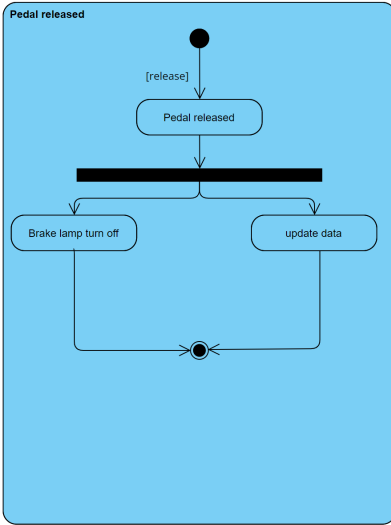 Pedal released
[release]
Pedal released
Brake lamp turn off
update data